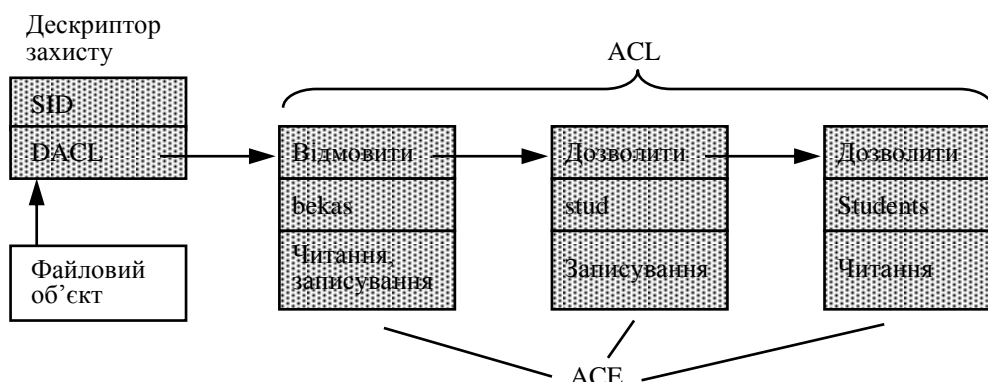 Дескриптор
захисту
ACL
SID
DACL
Відмовити
Дозволити
Дозволити
bekas
stud
Students
Файловий
об’єкт
Читання,
записування
Записування
Читання
ACE